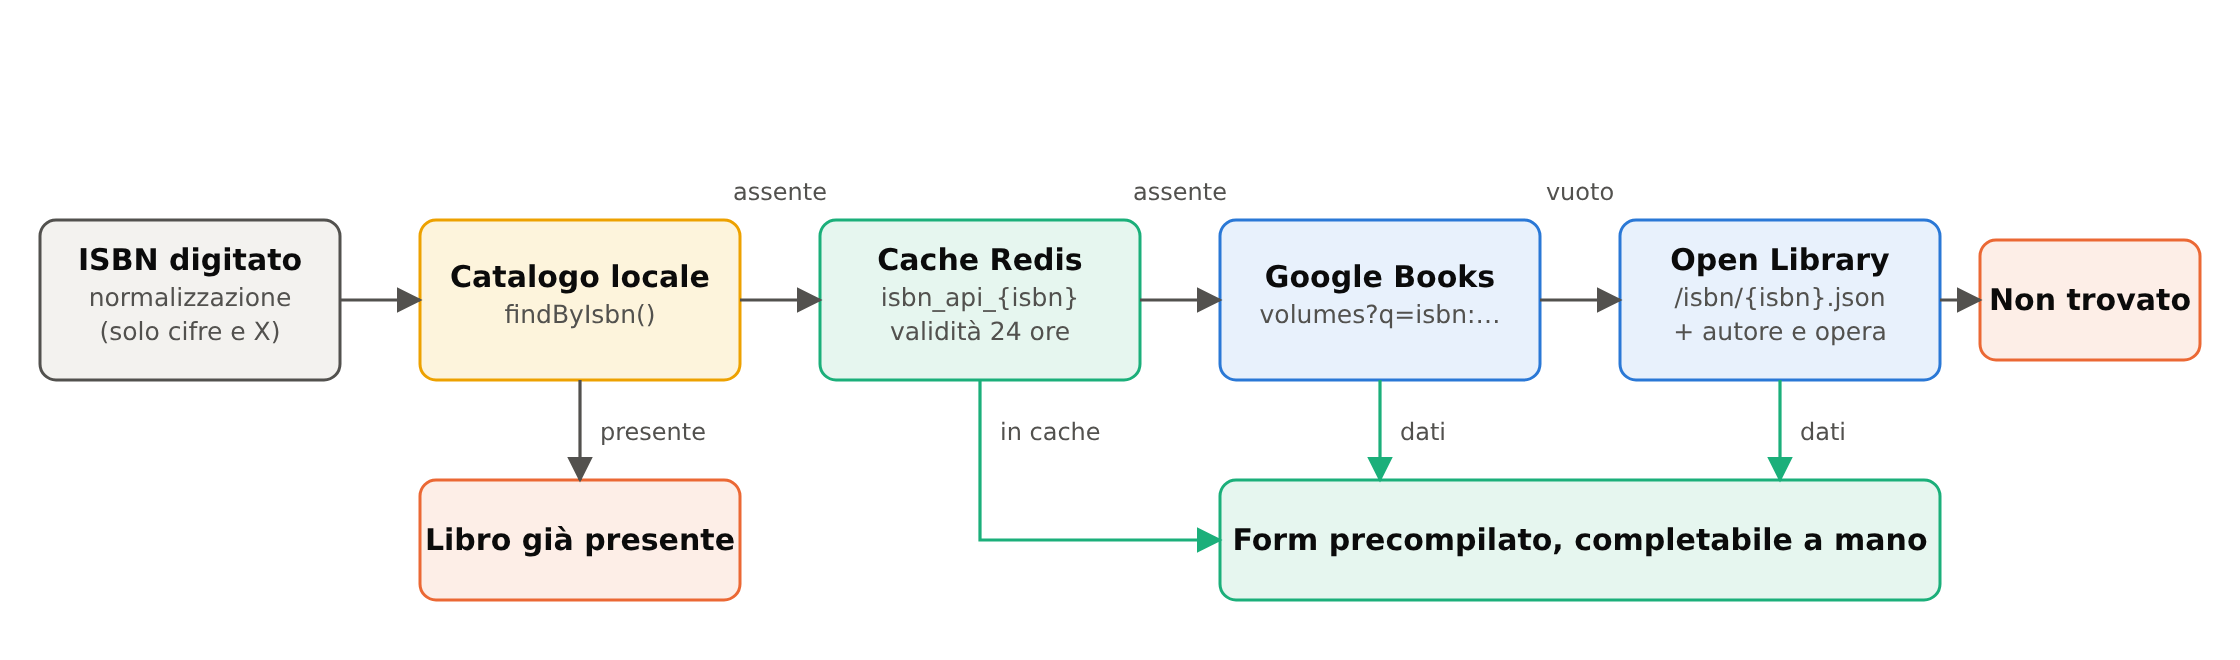 assente
assente
vuoto
ISBN digitato
normalizzazione
(solo cifre e X)
Catalogo locale
findByIsbn()
Cache Redis
isbn_api_{isbn}
validità 24 ore
Google Books
volumes?q=isbn:...
Open Library
/isbn/{isbn}.json
+ autore e opera
Non trovato
presente
in cache
dati
dati
Libro già presente
Form precompilato, completabile a mano